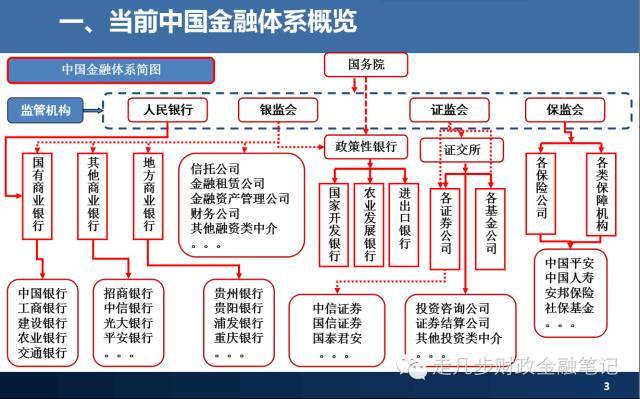 一、当前中国金融体系概览
中国金融体系简图
国务院
监管机构
人民银行
银监会
证监会
保监会
国有商业银行
其他商业银行
地方商业银行
信托公司
金融租赁公司
金融资产管理公司
财务公司
其他融资类中介
。。。
政策性银行
国家开发银行
农业发展银行
进出口银行
证交所
各证券公司
各基金公司
各保险公司
各类保障机构
中国银行
工商银行
建设银行
农业银行
交通银行
招商银行
中信银行
光大银行
平安银行
。。。
贵州银行
贵阳银行
浦发银行
重庆银行
。。。
中信证券
国信证券
国泰君安
。。。
投资咨询公司
证券结算公司
其他投资类中介
。。。
中国平安
中国人寿
安邦保险
社保基金
。。。
走几步财政金融笔记
3